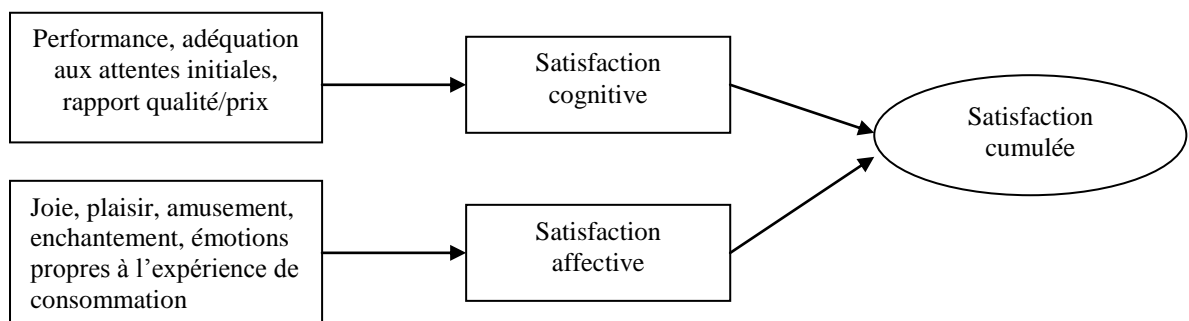 Performance, adéquation
aux attentes initiales,
rapport qualité/prix
Satisfaction
cognitive
Satisfaction
cumulée
Joie, plaisir, amusement,
enchantement, émotions
propres à l’expérience de
consommation
Satisfaction
affective